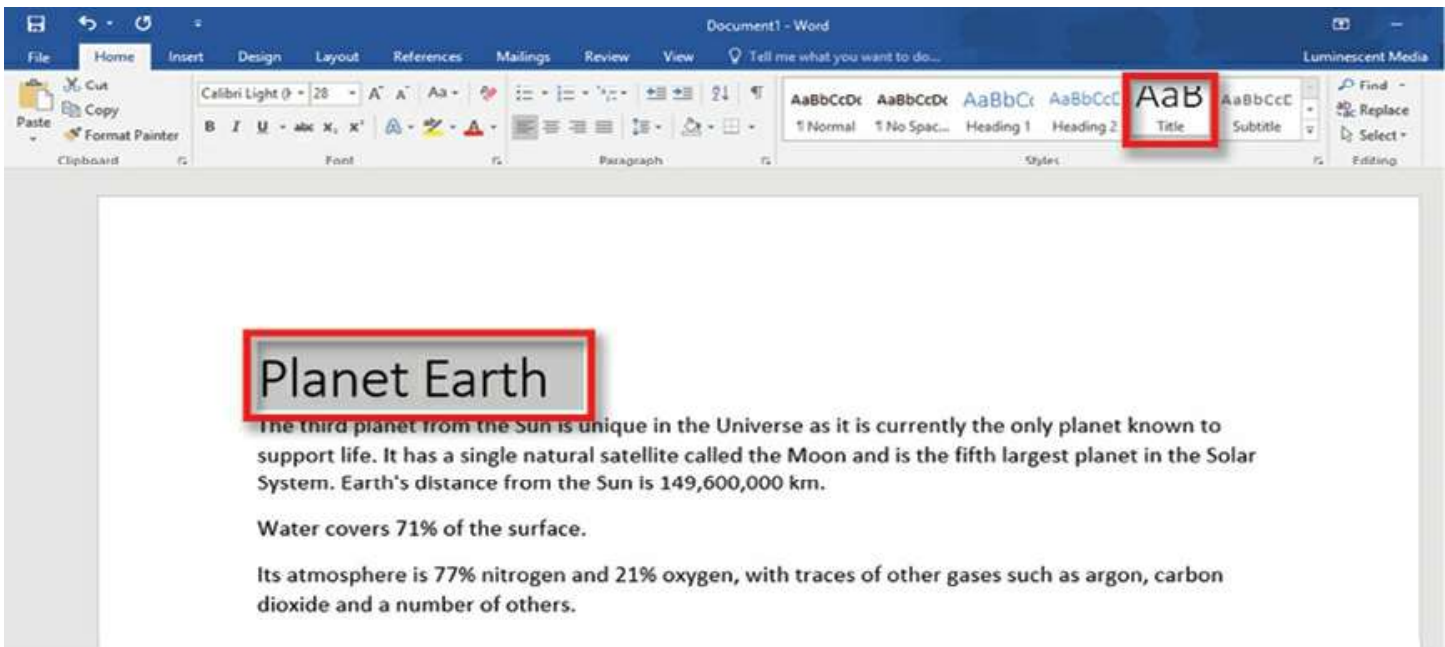 Document1 - Word
File Home Insert Design Layout References Mailings Review View Tell me what you want to do... Luminescent Media
Cut
Copy
Paste
Format Painter
Clipboard
Calibri Light 28 A A Aa
B I U abc x, x² A A
Font
Paragraph
AaBbCcDc AaBbCcDc AaBbCc AaBbCcC AaB AaBbCcC
¶ Normal ¶ No Spac... Heading 1 Heading 2 Title Subtitle
Styles
Find
Replace
Select
Editing
Planet Earth
The third planet from the Sun is unique in the Universe as it is currently the only planet known to
support life. It has a single natural satellite called the Moon and is the fifth largest planet in the Solar
System. Earth's distance from the Sun is 149,600,000 km.
Water covers 71% of the surface.
Its atmosphere is 77% nitrogen and 21% oxygen, with traces of other gases such as argon, carbon
dioxide and a number of others.